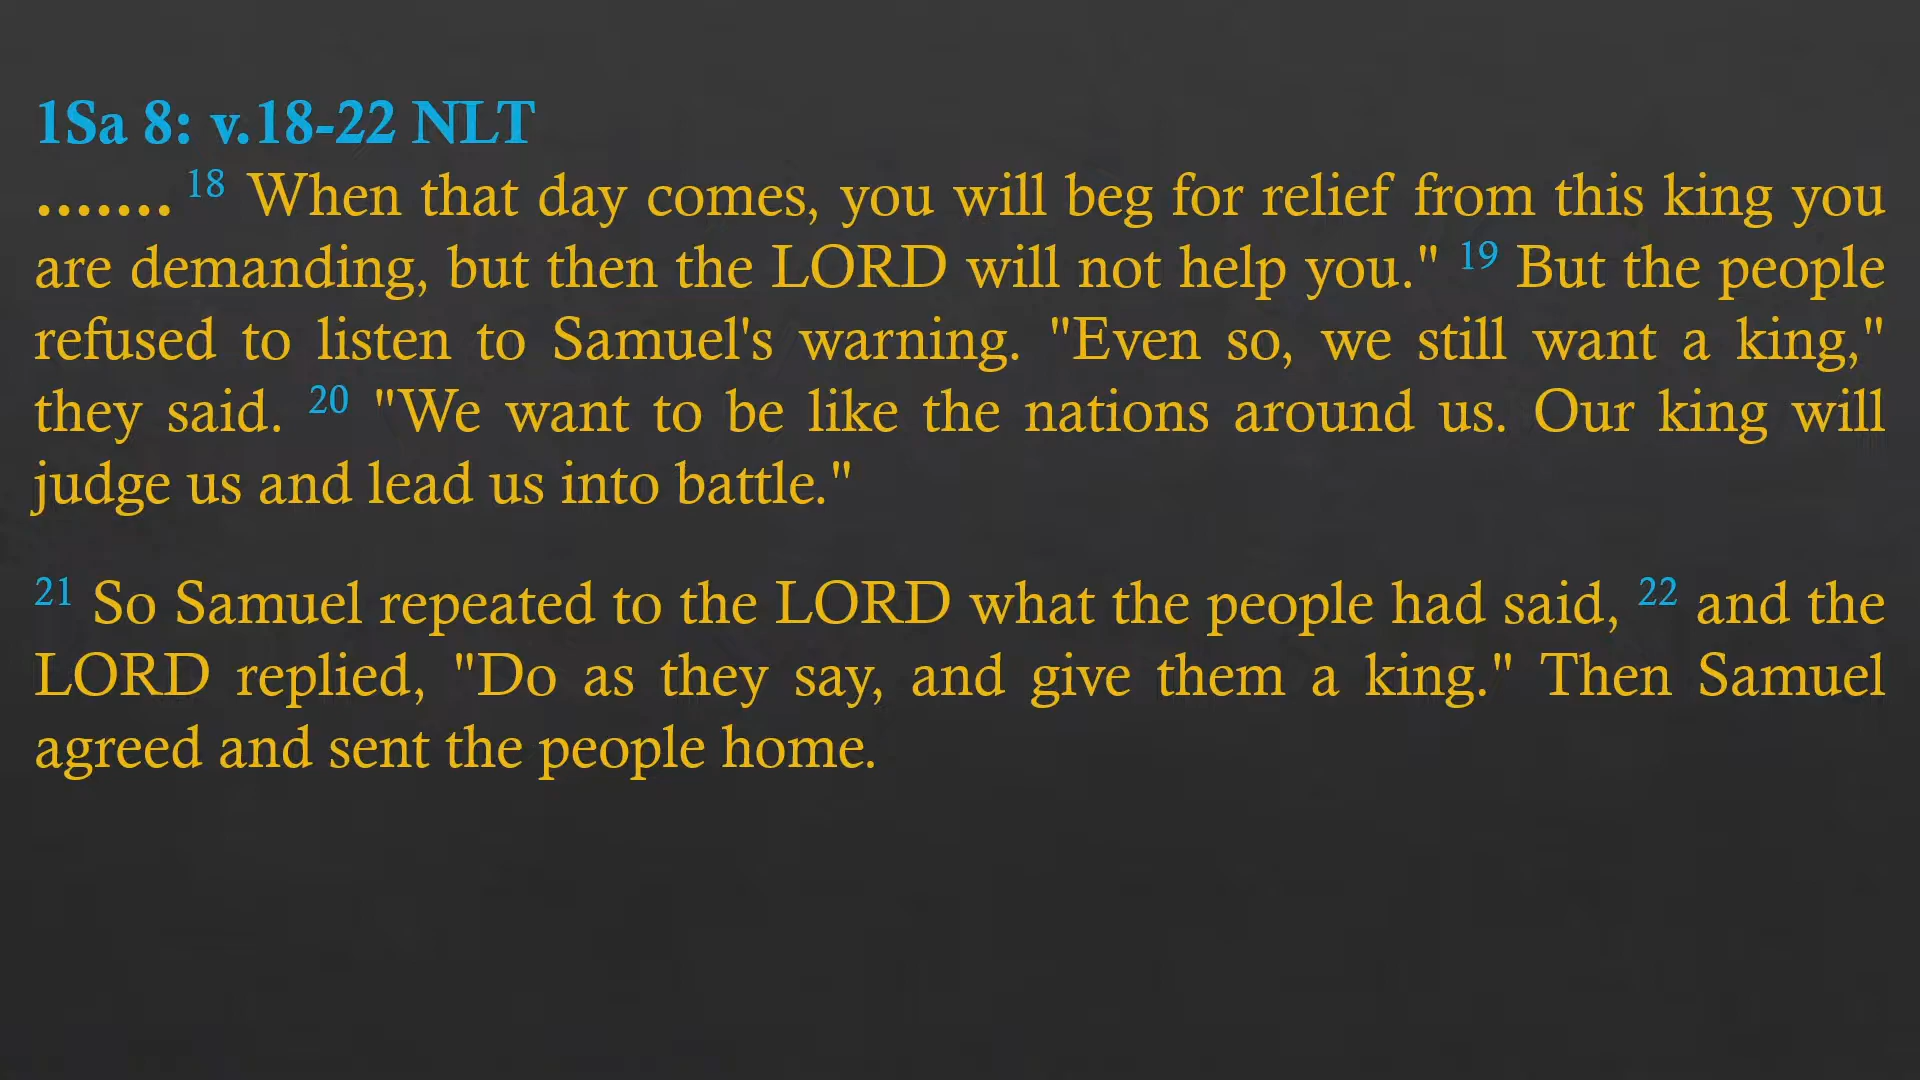 1Sa 8: v.18-22 NLT
....... 18 When that day comes, you will beg for relief from this king you
are demanding, but then the LORD will not help you." 19 But the people
refused to listen to Samuel's warning. "Even so, we still want a king,"
they said. 20 "We want to be like the nations around us. Our king will
judge us and lead us into battle."
21 So Samuel repeated to the LORD what the people had said, 22 and the
LORD replied, "Do as they say, and give them a king." Then Samuel
agreed and sent the people home.